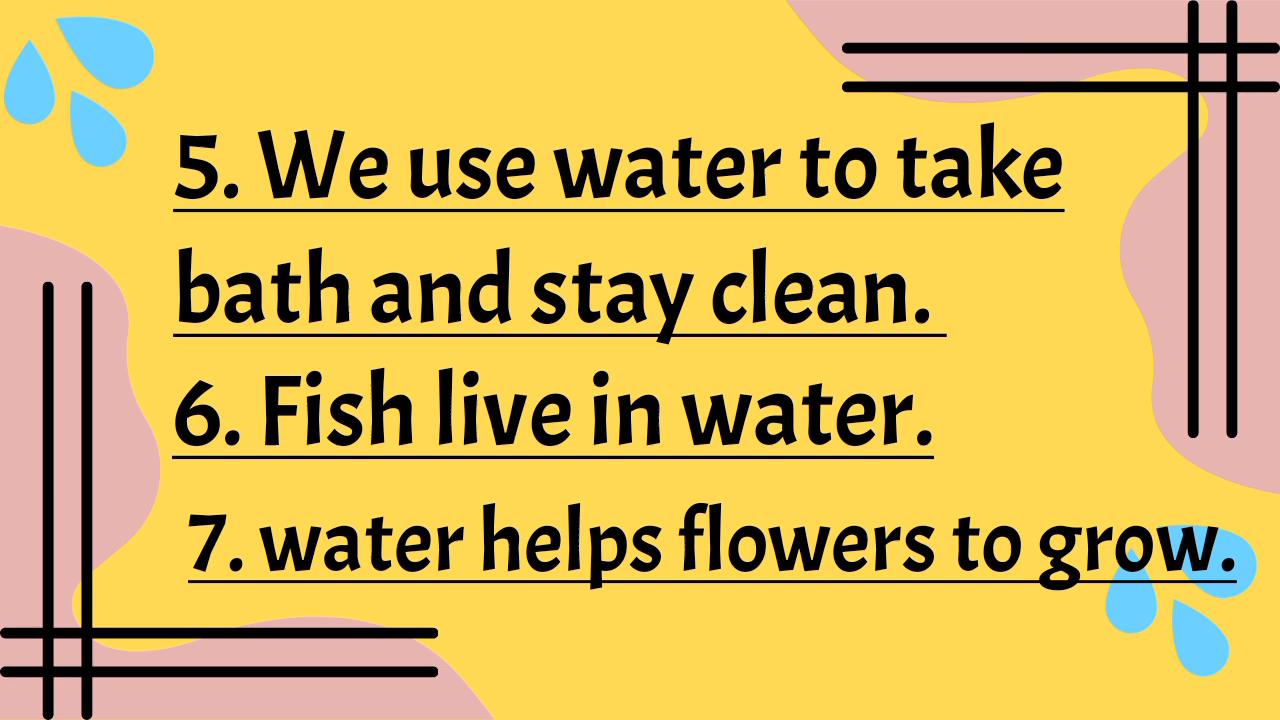 5. We use water to take
bath and stay clean.
6. Fish live in water.
7. water helps flowers to grow.